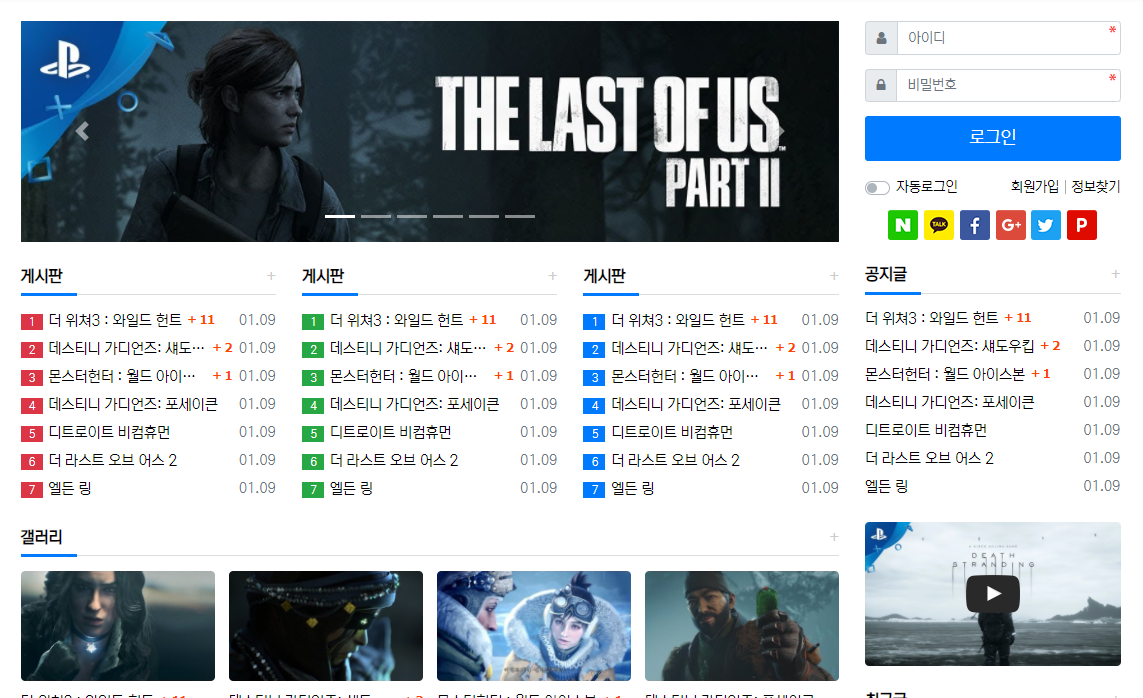 THE LAST OF US
PART II
아이디 *
비밀번호 *
로그인
자동로그인 회원가입 | 정보찾기
N TALK f G+ P
게시판 +
1 더 위쳐3 : 와일드 헌트 + 11 01.09
2 데스티니 가디언즈: 섀도… + 2 01.09
3 몬스터헌터 : 월드 아이… + 1 01.09
4 데스티니 가디언즈: 포세이큰 01.09
5 디트로이트 비컴휴먼 01.09
6 더 라스트 오브 어스 2 01.09
7 엘든 링 01.09
게시판 +
1 더 위쳐3 : 와일드 헌트 + 11 01.09
2 데스티니 가디언즈: 섀도… + 2 01.09
3 몬스터헌터 : 월드 아이… + 1 01.09
4 데스티니 가디언즈: 포세이큰 01.09
5 디트로이트 비컴휴먼 01.09
6 더 라스트 오브 어스 2 01.09
7 엘든 링 01.09
게시판 +
1 더 위쳐3 : 와일드 헌트 + 11 01.09
2 데스티니 가디언즈: 섀도… + 2 01.09
3 몬스터헌터 : 월드 아이… + 1 01.09
4 데스티니 가디언즈: 포세이큰 01.09
5 디트로이트 비컴휴먼 01.09
6 더 라스트 오브 어스 2 01.09
7 엘든 링 01.09
공지글 +
더 위쳐3 : 와일드 헌트 + 11 01.09
데스티니 가디언즈: 섀도우킵 + 2 01.09
몬스터헌터 : 월드 아이스본 + 1 01.09
데스티니 가디언즈: 포세이큰 01.09
디트로이트 비컴휴먼 01.09
더 라스트 오브 어스 2 01.09
엘든 링 01.09
갤러리 +
DEATH
STRANDING